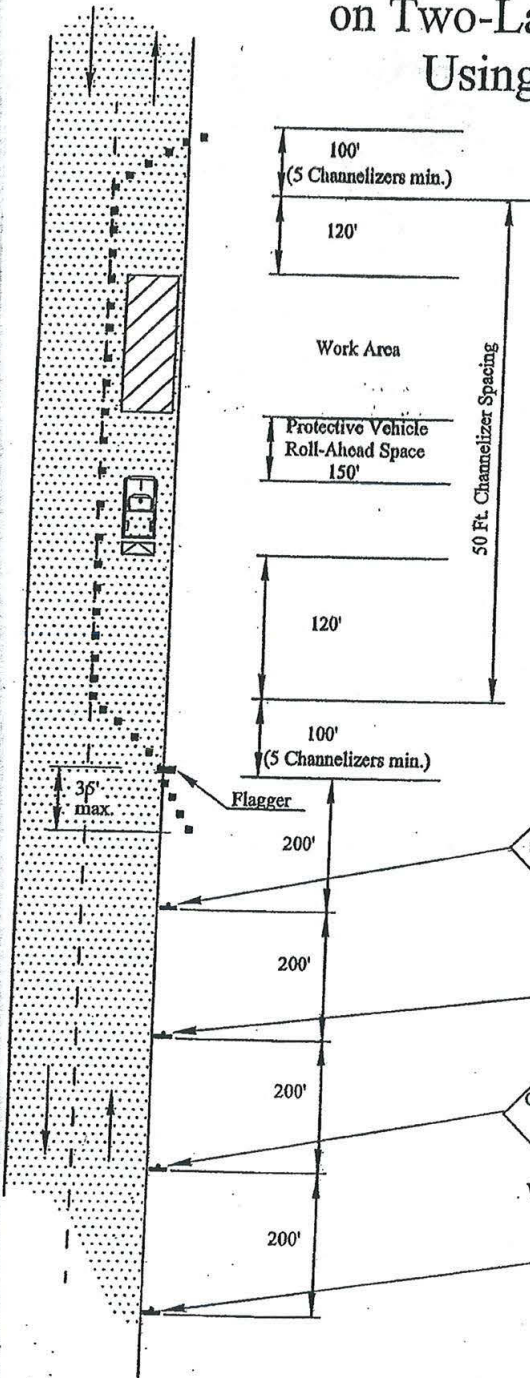 on Two-La
Using
100'
(5 Channelizers min.)
120'
Work Area
Protective Vehicle
Roll-Ahead Space
150'
50 Ft. Channelizer Spacing
120'
100'
(5 Channelizers min.)
35'
max.
Flagger
200'
200'
200'
200'